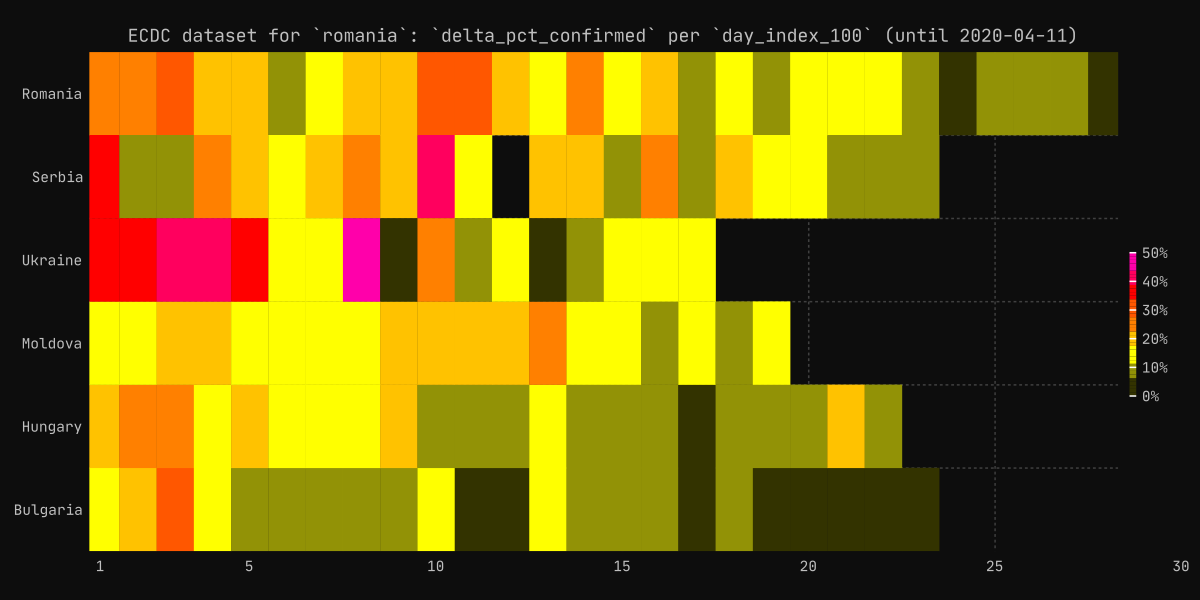 ECDC dataset for `romania`: `delta_pct_confirmed` per `day_index_100` (until 2020-04-11)
Romania
Serbia
Ukraine
Moldova
Hungary
Bulgaria
50%
40%
30%
20%
10%
0%
1 5 10 15 20 25 30